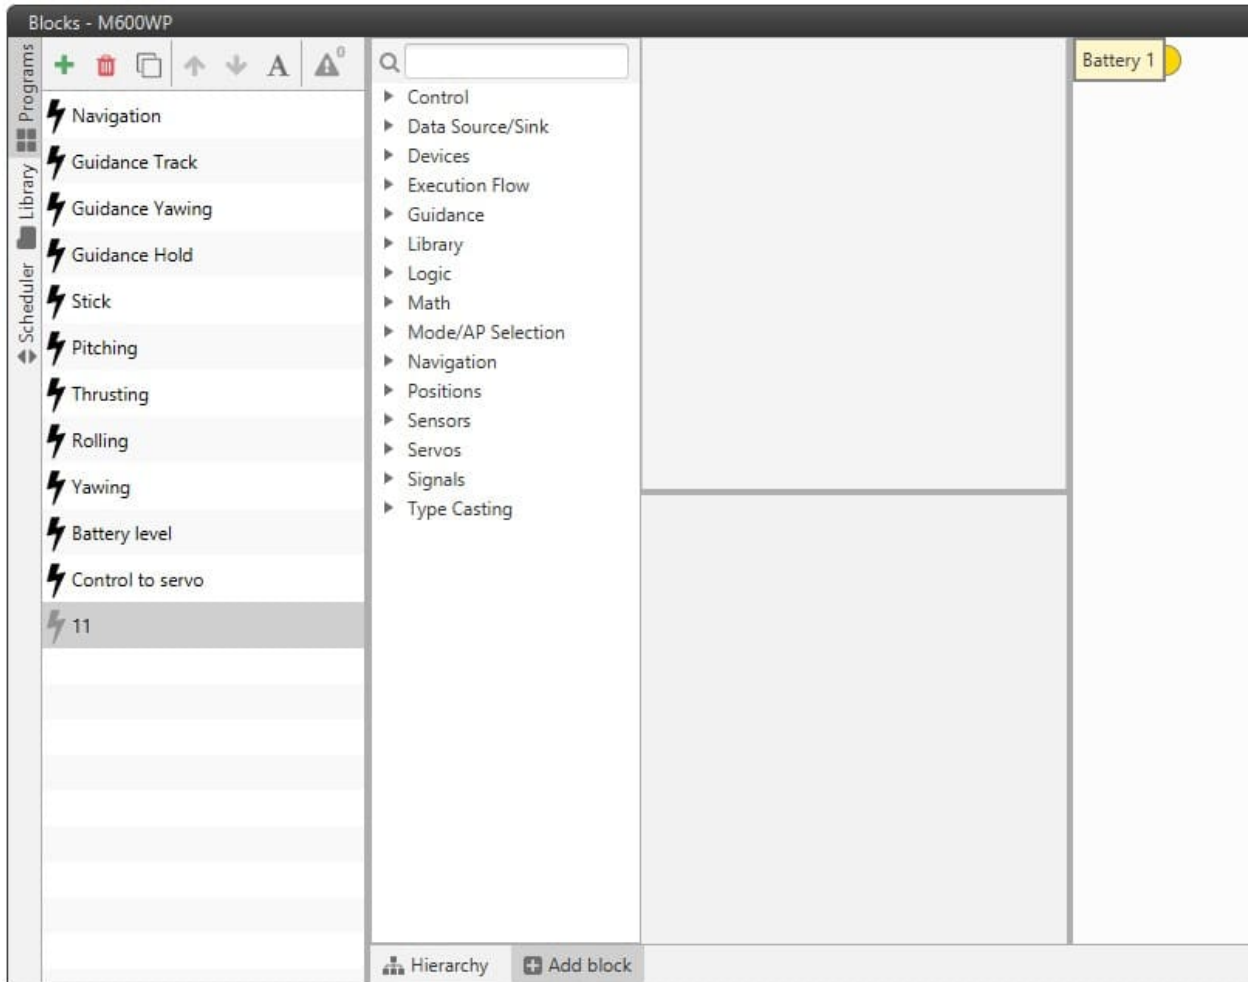 Blocks - M600WP
Programs
Library
Scheduler
A
0
Navigation
Guidance Track
Guidance Yawing
Guidance Hold
Stick
Pitching
Thrusting
Rolling
Yawing
Battery level
Control to servo
11
Control
Data Source/Sink
Devices
Execution Flow
Guidance
Library
Logic
Math
Mode/AP Selection
Navigation
Positions
Sensors
Servos
Signals
Type Casting
Hierarchy
Add block
Battery 1